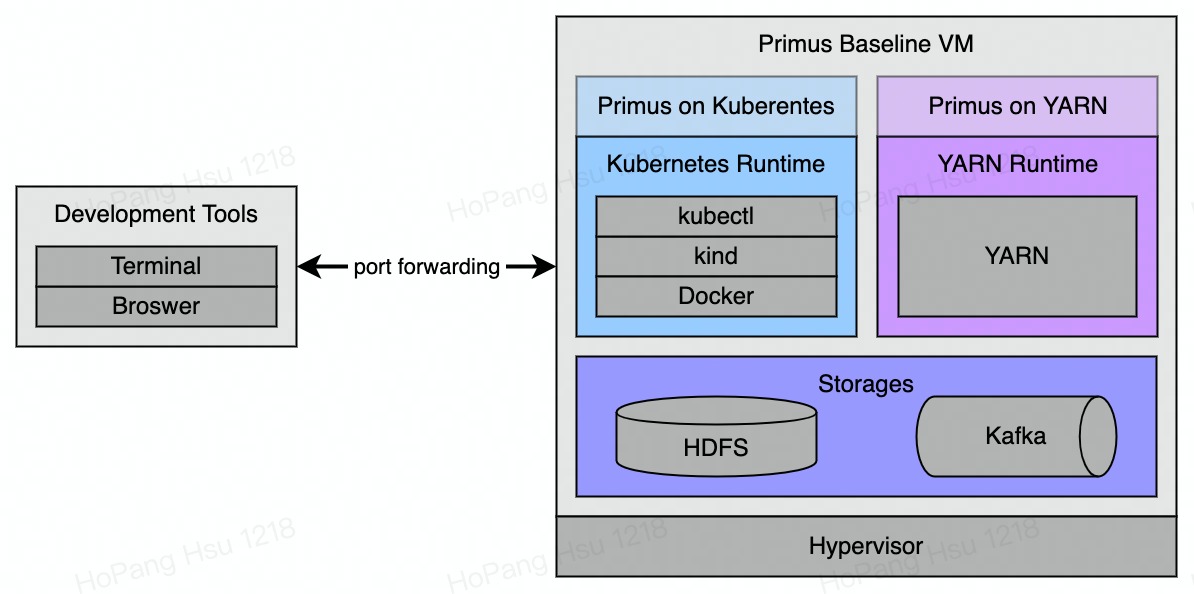 Primus Baseline VM
Primus on Kuberentes
Primus on YARN
Kubernetes Runtime
YARN Runtime
kubectl
kind
Docker
YARN
Development Tools
Terminal
Broswer
port forwarding
Storages
HDFS
Kafka
Hypervisor
HoPang Hsu 1218
HoPang Hsu 1218
HoPang Hsu 1218
HoPang Hsu 1218
HoPang Hsu 1218
HoPang Hsu 1218